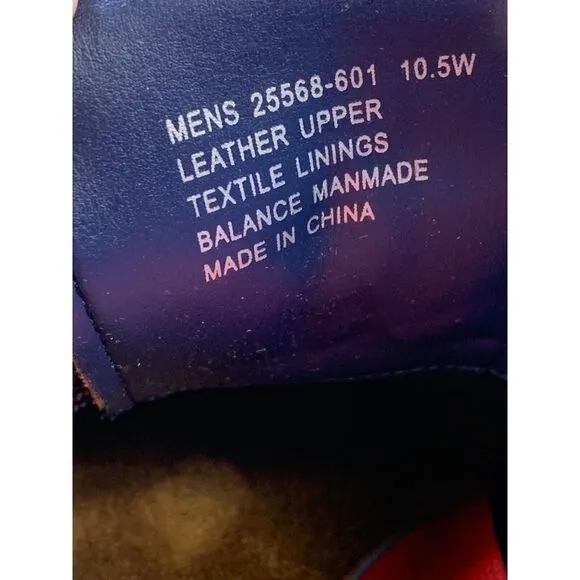 MENS 25568-601 10.5W
LEATHER UPPER
TEXTILE LININGS
BALANCE MANMADE
MADE IN CHINA